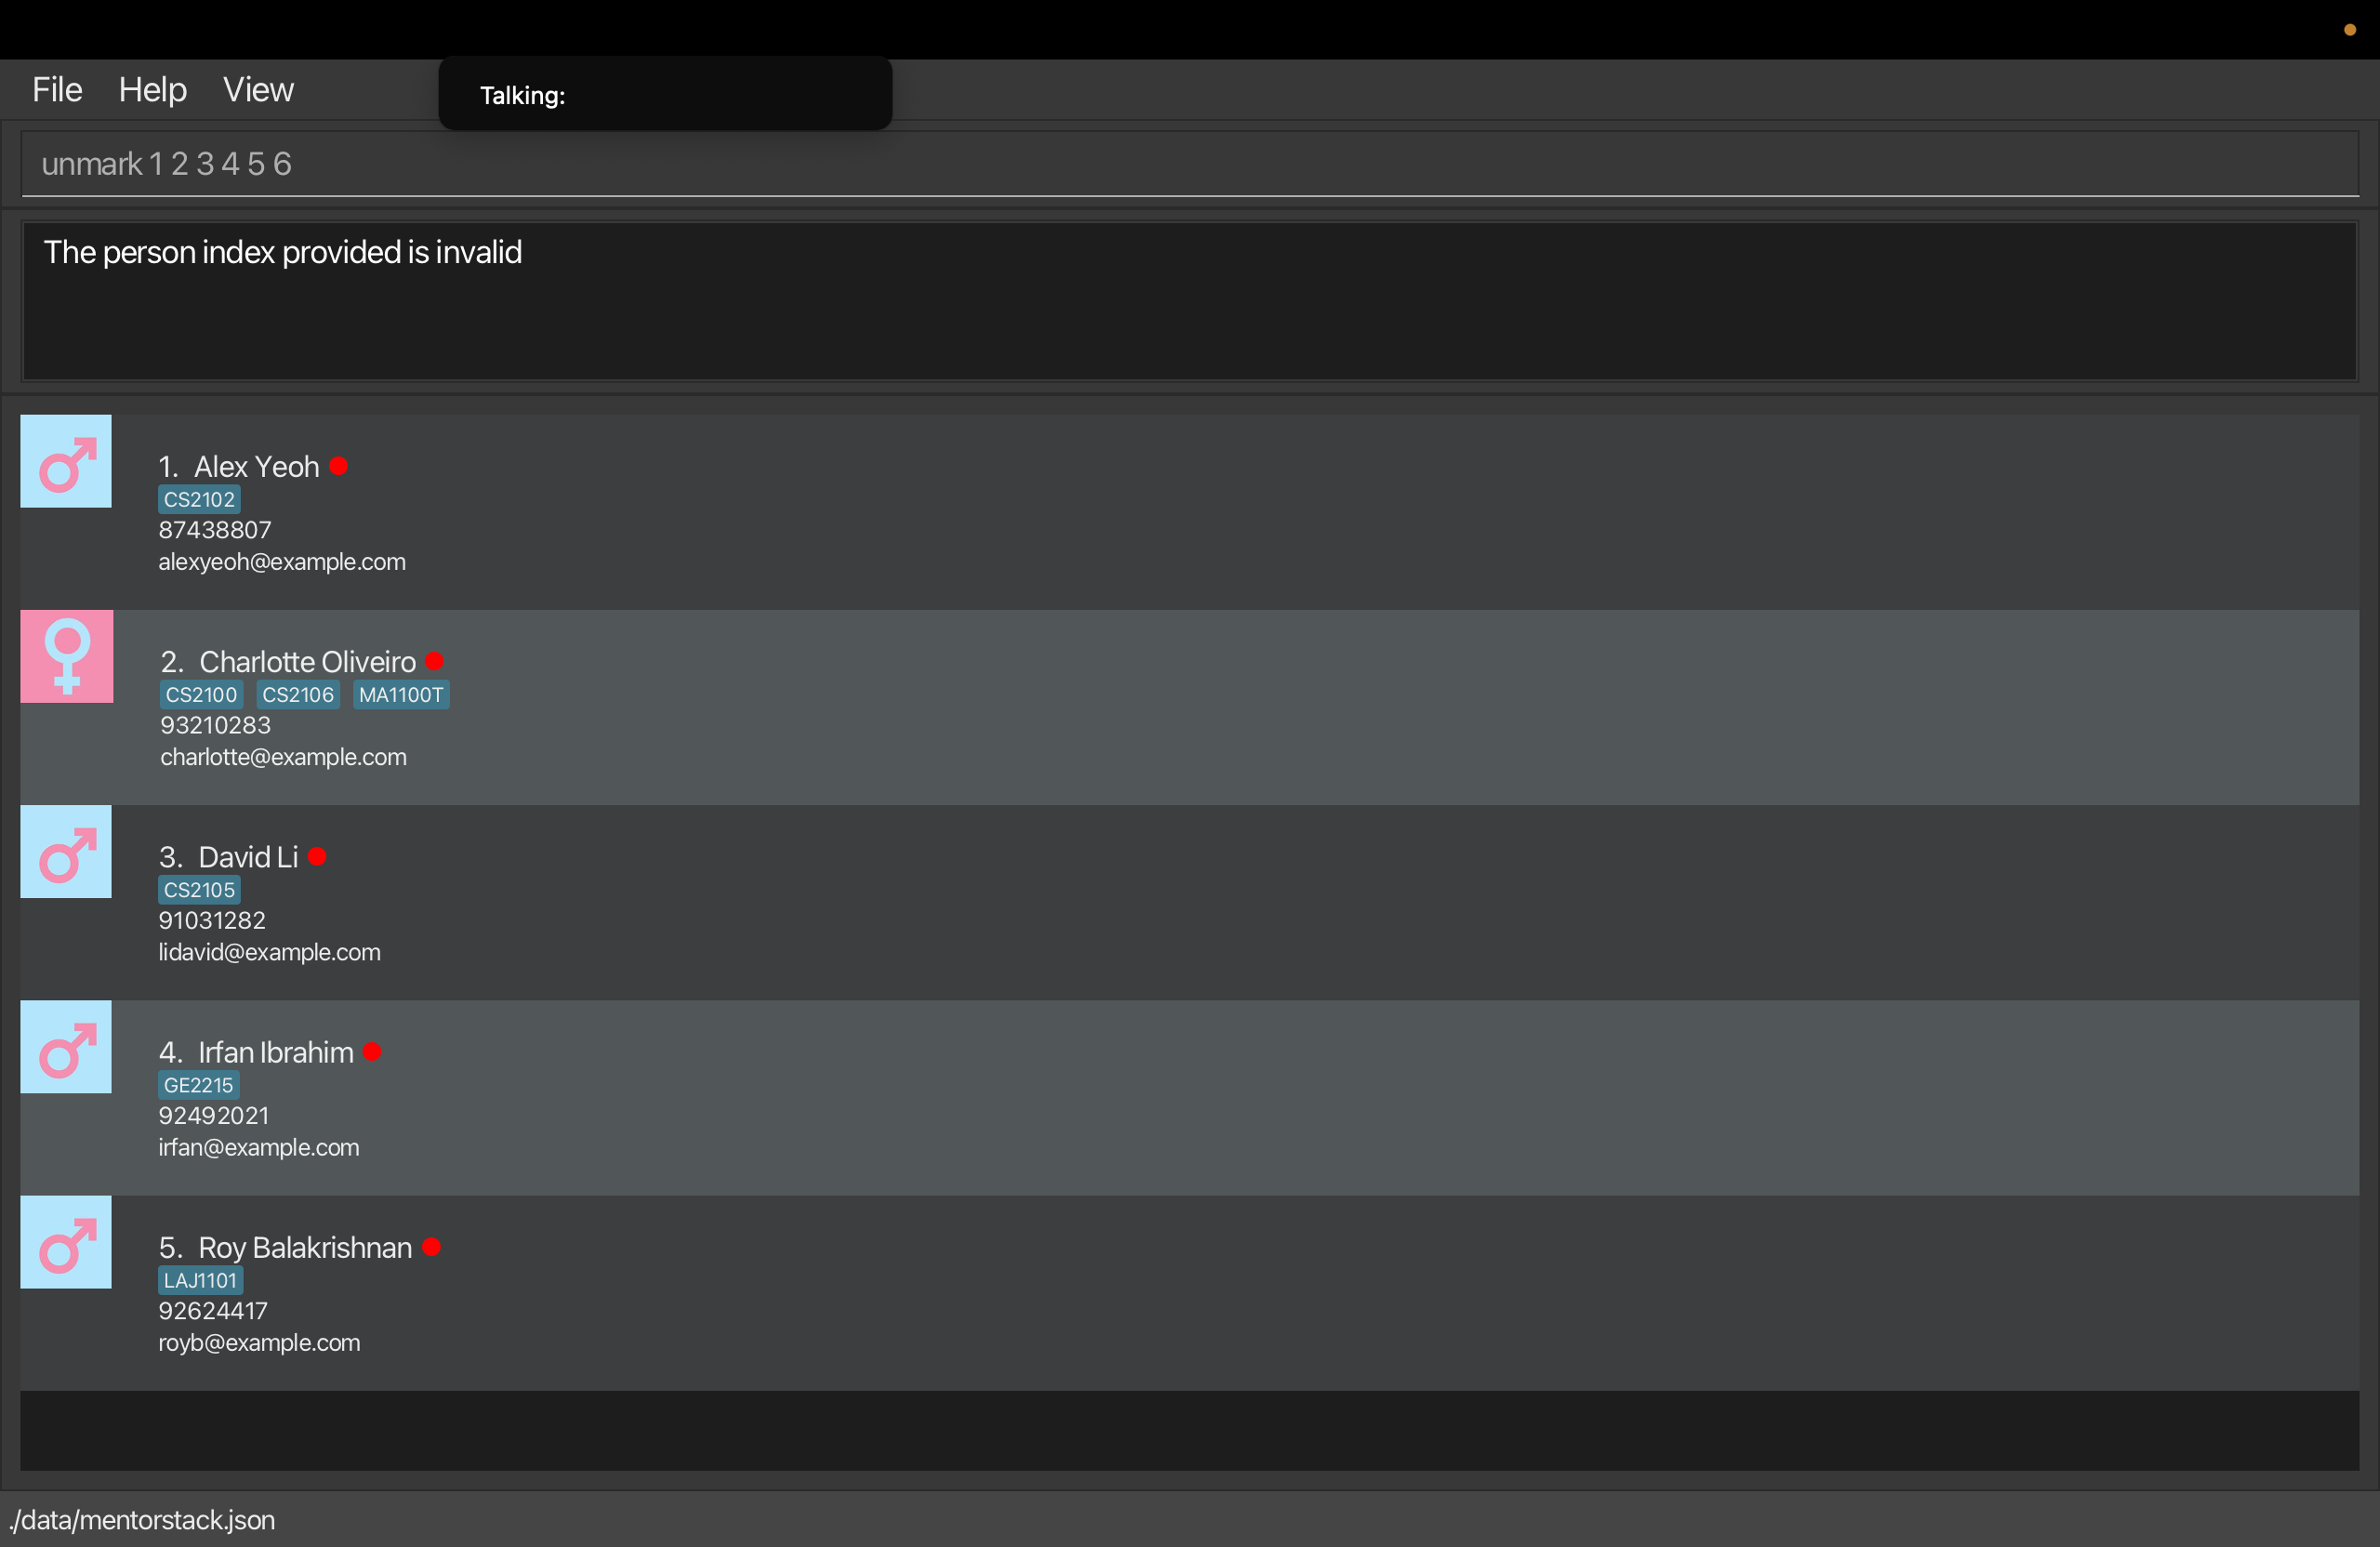 File Help View
Talking:
unmark 1 2 3 4 5 6
The person index provided is invalid
1. Alex Yeoh
CS2102
87438807
alexyeoh@example.com
2. Charlotte Oliveiro
CS2100 CS2106 MA1100T
93210283
charlotte@example.com
3. David Li
CS2105
91031282
lidavid@example.com
4. Irfan Ibrahim
GE2215
92492021
irfan@example.com
5. Roy Balakrishnan
LAJ1101
92624417
royb@example.com
./data/mentorstack.json